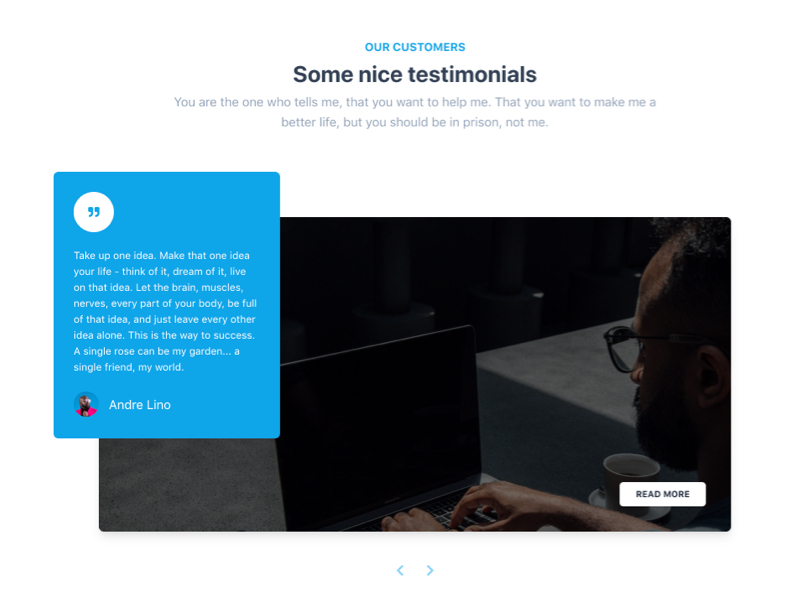 OUR CUSTOMERS
Some nice testimonials
You are the one who tells me, that you want to help me. That you want to make me a
better life, but you should be in prison, not me.
Take up one idea. Make that one idea
your life - think of it, dream of it, live
on that idea. Let the brain, muscles,
nerves, every part of your body, be full
of that idea, and just leave every other
idea alone. This is the way to success.
A single rose can be my garden... a
single friend, my world.
Andre Lino
READ MORE